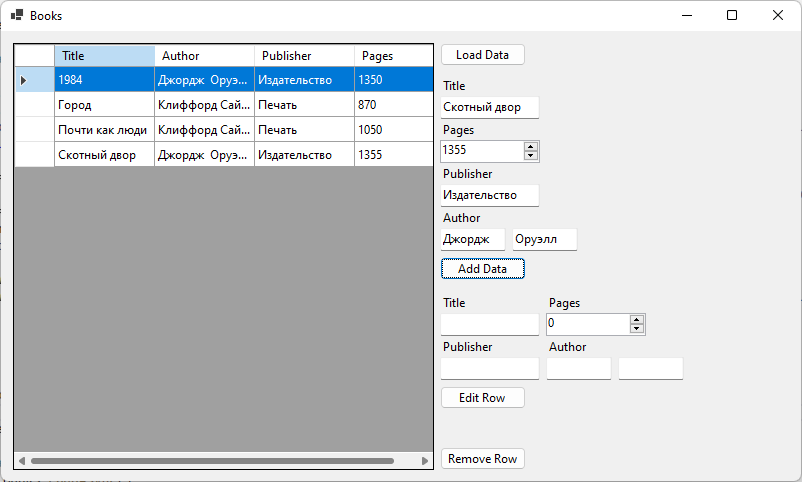 Books
Title Author Publisher Pages
1984 Джордж Оруэ... Издательство 1350
Город Клиффорд Сай... Печать 870
Почти как люди Клиффорд Сай... Печать 1050
Скотный двор Джордж Оруэ... Издательство 1355
Load Data
Title
Скотный двор
Pages
1355
Publisher
Издательство
Author
Джордж Оруэлл
Add Data
Title Pages
0
Publisher Author
Edit Row
Remove Row